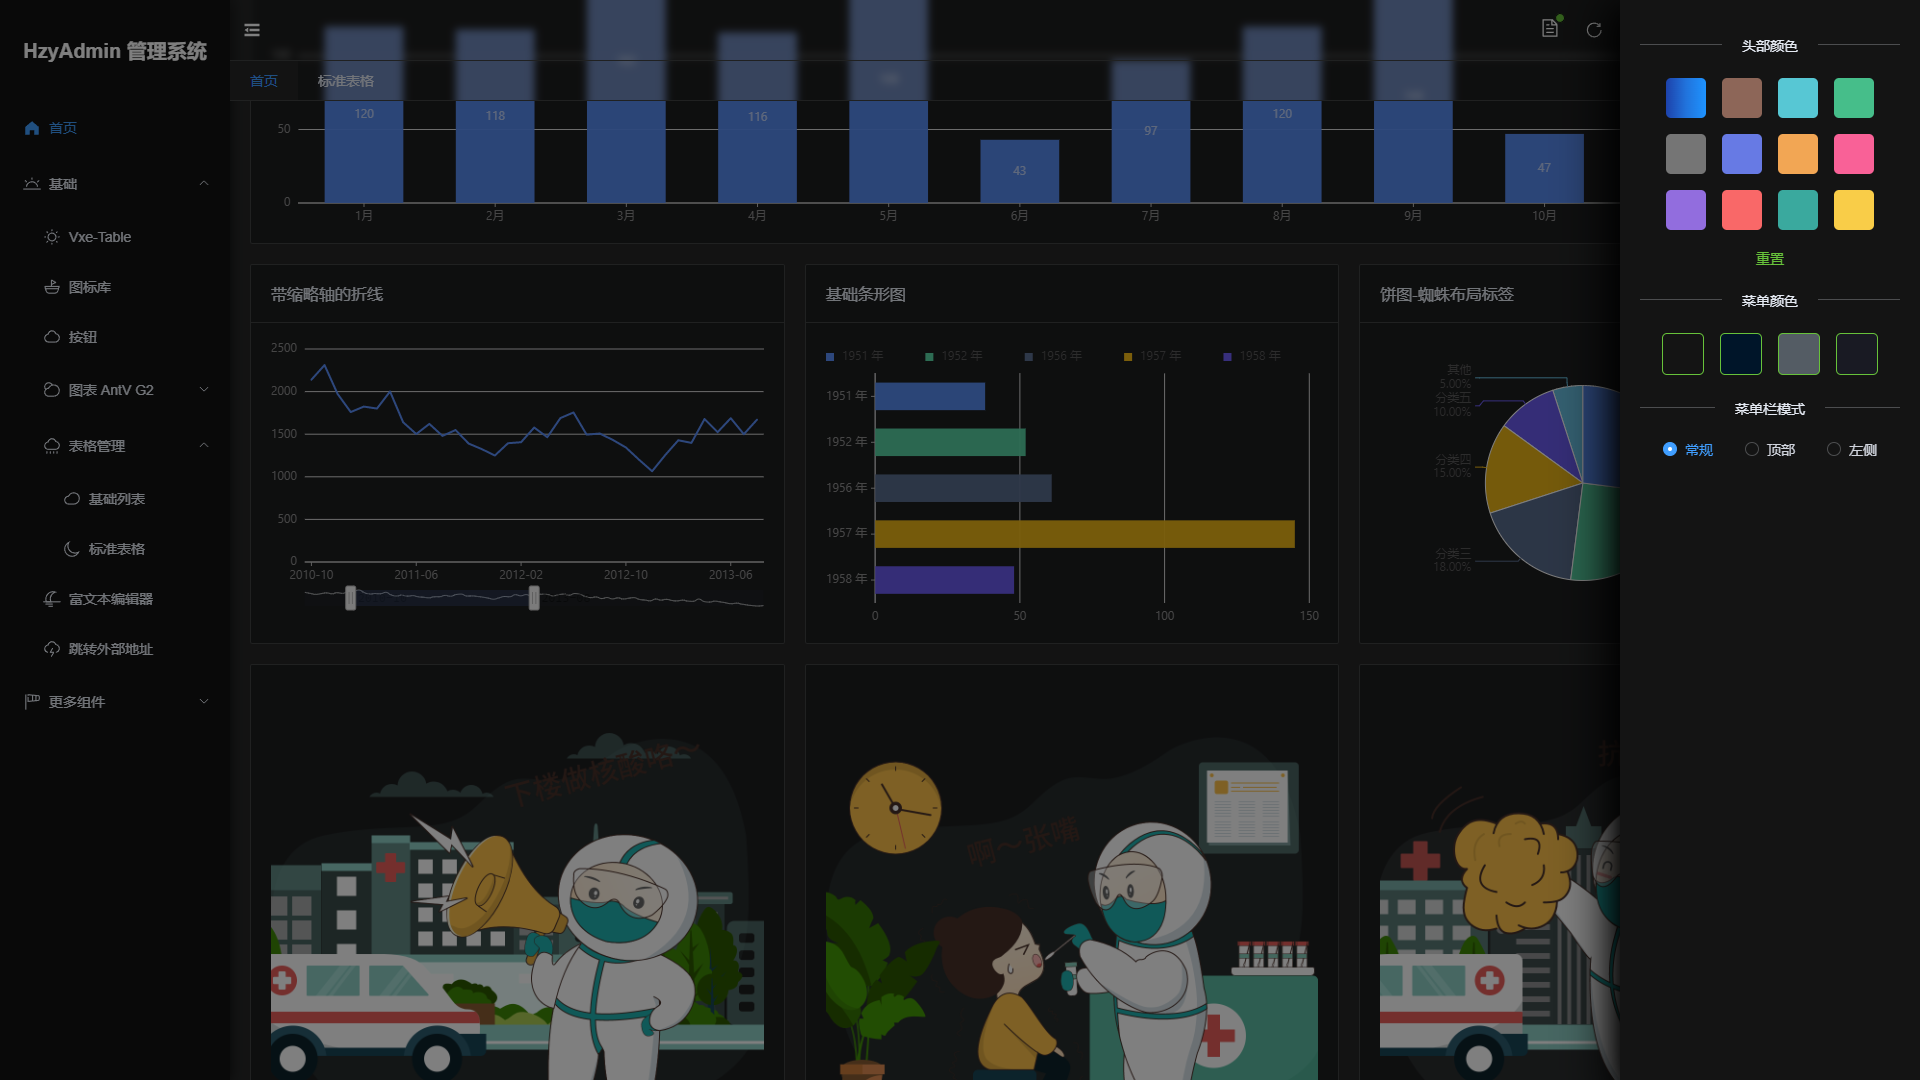 HzyAdmin 管理系统
首页
基础
Vxe-Table
图标库
按钮
图表 AntV G2
表格管理
基础列表
标准表格
富文本编辑器
跳转外部地址
更多组件
首页
标准表格
50
0
120
118
116
43
97
120
47
1月
2月
3月
4月
5月
6月
7月
8月
9月
10月
带缩略轴的折线
2500
2000
1500
1000
500
0
2010-10
2011-06
2012-02
2012-10
2013-06
基础条形图
1951 年
1952 年
1956 年
1957 年
1958 年
1951 年
1952 年
1956 年
1957 年
1958 年
0
50
100
150
饼图-蜘蛛布局标签
其他
5.00%
分类五
10.00%
分类四
15.00%
分类三
18.00%
下楼做核酸咯～
啊～张嘴
头部颜色
重置
菜单颜色
菜单栏模式
常规
顶部
左侧